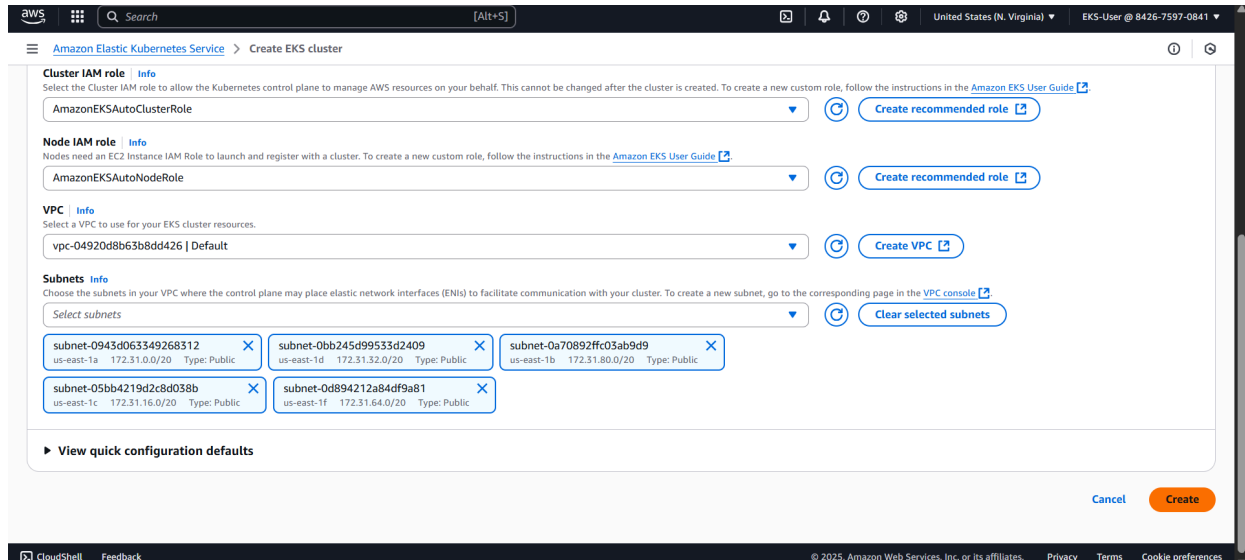 aws
Search [Alt+S]
United States (N. Virginia) ▼
EKS-User @ 8426-7597-0841 ▼
Amazon Elastic Kubernetes Service > Create EKS cluster
Cluster IAM role | Info
Select the Cluster IAM role to allow the Kubernetes control plane to manage AWS resources on your behalf. This cannot be changed after the cluster is created. To create a new custom role, follow the instructions in the Amazon EKS User Guide.
AmazonEKSAutoClusterRole
Create recommended role
Node IAM role | Info
Nodes need an EC2 Instance IAM Role to launch and register with a cluster. To create a new custom role, follow the instructions in the Amazon EKS User Guide.
AmazonEKSAutoNodeRole
Create recommended role
VPC | Info
Select a VPC to use for your EKS cluster resources.
vpc-04920d8b63b8dd426 | Default
Create VPC
Subnets Info
Choose the subnets in your VPC where the control plane may place elastic network interfaces (ENIs) to facilitate communication with your cluster. To create a new subnet, go to the corresponding page in the VPC console.
Select subnets
Clear selected subnets
subnet-0943d063349268312
us-east-1a 172.31.0.0/20 Type: Public
subnet-0bb245d99533d2409
us-east-1d 172.31.32.0/20 Type: Public
subnet-0a70892ffc03ab9d9
us-east-1b 172.31.80.0/20 Type: Public
subnet-05bb4219d2c8d038b
us-east-1c 172.31.16.0/20 Type: Public
subnet-0d894212a84df9a81
us-east-1f 172.31.64.0/20 Type: Public
View quick configuration defaults
Cancel
Create
CloudShell Feedback
© 2025, Amazon Web Services, Inc. or its affiliates. Privacy Terms Cookie preferences